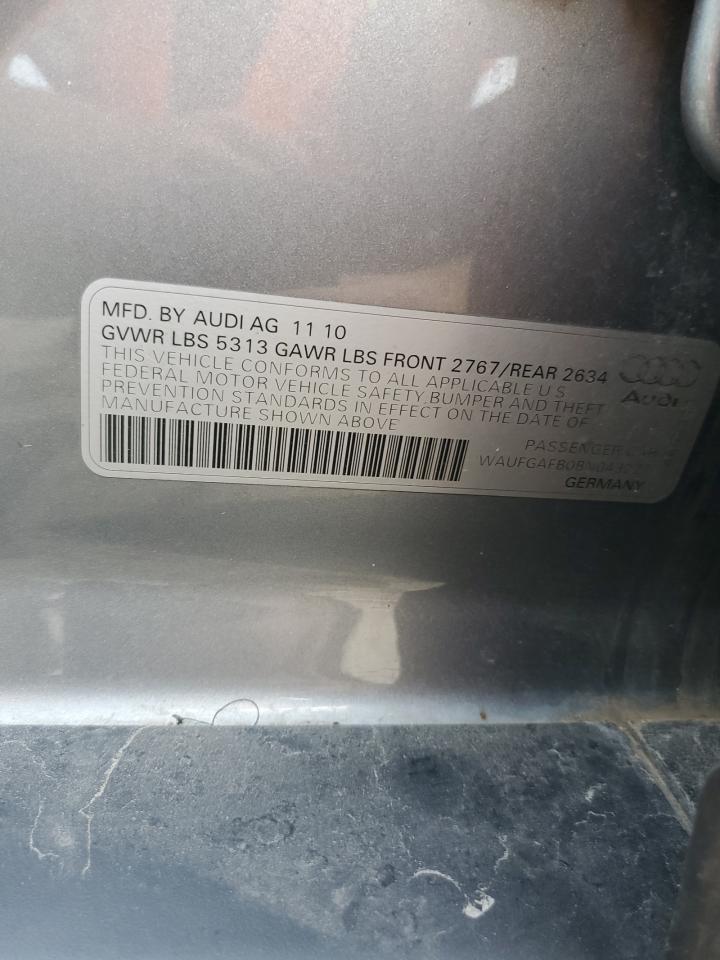 MFD. BY AUDI AG 11 10
GVWR LBS 5313 GAWR LBS FRONT 2767/REAR 2634
THIS VEHICLE CONFORMS TO ALL APPLICABLE U S
FEDERAL MOTOR VEHICLE SAFETY, BUMPER AND THEFT
PREVENTION STANDARDS IN EFFECT ON THE DATE OF
MANUFACTURE SHOWN ABOVE
Audi
PASSENGER
GERMANY